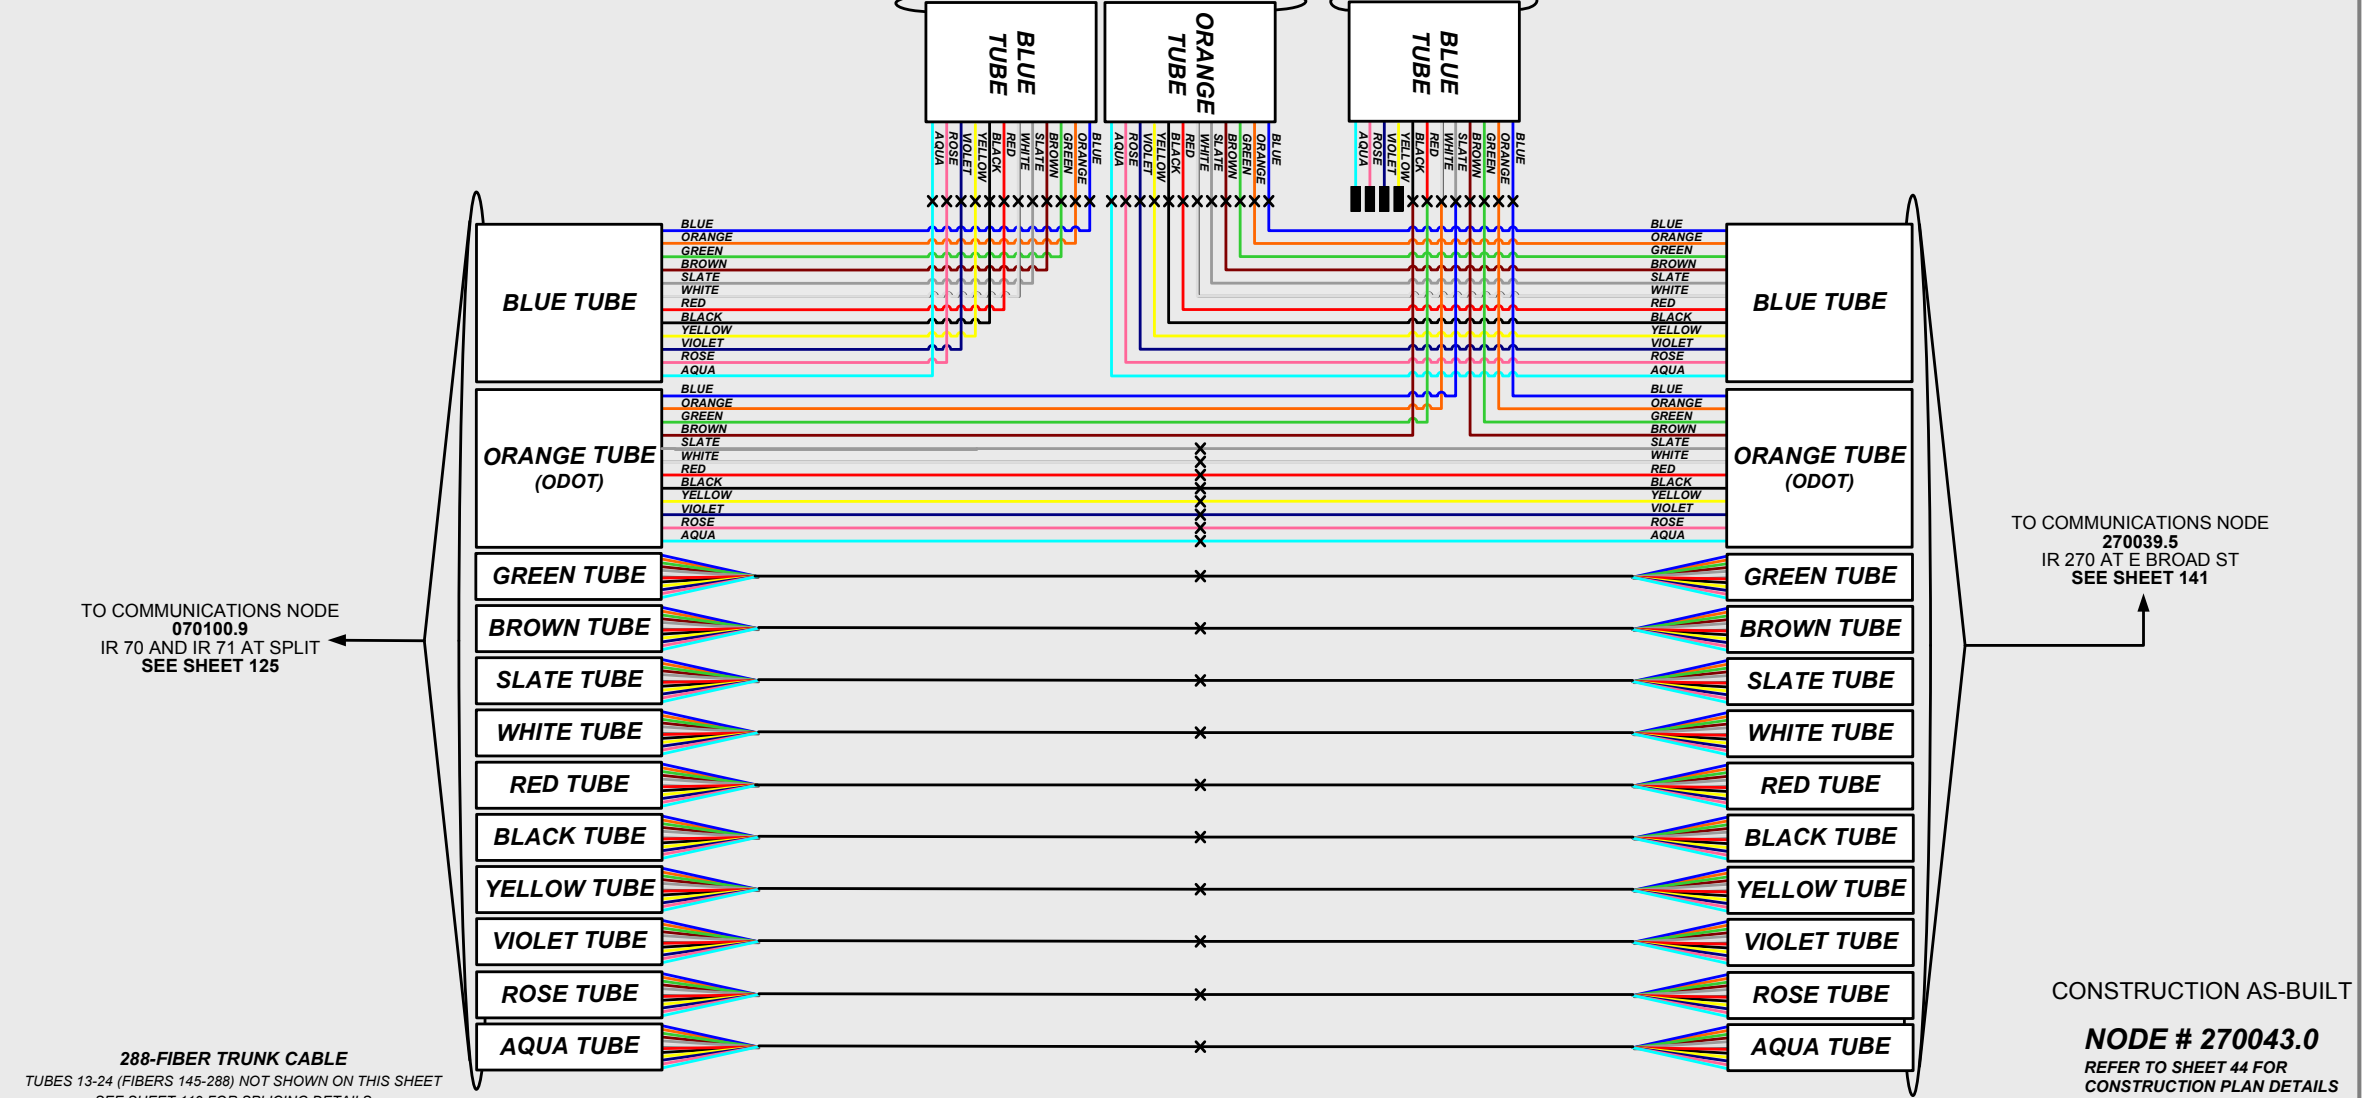 BLUE
TUBE
ORANGE
TUBE
BLUE
TUBE
AQUA
ROSE
VIOLET
YELLOW
BLACK
RED
WHITE
SLATE
BROWN
GREEN
ORANGE
BLUE
AQUA
ROSE
VIOLET
YELLOW
BLACK
RED
WHITE
SLATE
BROWN
GREEN
ORANGE
BLUE
AQUA
ROSE
VIOLET
YELLOW
BLACK
RED
WHITE
SLATE
BROWN
GREEN
ORANGE
BLUE
BLUE TUBE
BLUE
ORANGE
GREEN
BROWN
SLATE
WHITE
RED
BLACK
YELLOW
VIOLET
ROSE
AQUA
BLUE
ORANGE
GREEN
BROWN
SLATE
WHITE
RED
BLACK
YELLOW
VIOLET
ROSE
AQUA
BLUE TUBE
ORANGE TUBE
(ODOT)
BLUE
ORANGE
GREEN
BROWN
SLATE
WHITE
RED
BLACK
YELLOW
VIOLET
ROSE
AQUA
BLUE
ORANGE
GREEN
BROWN
SLATE
WHITE
RED
BLACK
YELLOW
VIOLET
ROSE
AQUA
ORANGE TUBE
(ODOT)
GREEN TUBE
GREEN TUBE
BROWN TUBE
BROWN TUBE
SLATE TUBE
SLATE TUBE
WHITE TUBE
WHITE TUBE
RED TUBE
RED TUBE
BLACK TUBE
BLACK TUBE
YELLOW TUBE
YELLOW TUBE
VIOLET TUBE
VIOLET TUBE
ROSE TUBE
ROSE TUBE
AQUA TUBE
AQUA TUBE
TO COMMUNICATIONS NODE
070100.9
IR 70 AND IR 71 AT SPLIT
SEE SHEET 125
TO COMMUNICATIONS NODE
270039.5
IR 270 AT E BROAD ST
SEE SHEET 141
288-FIBER TRUNK CABLE
TUBES 13-24 (FIBERS 145-288) NOT SHOWN ON THIS SHEET
CONSTRUCTION AS-BUILT
NODE # 270043.0
REFER TO SHEET 44 FOR
CONSTRUCTION PLAN DETAILS